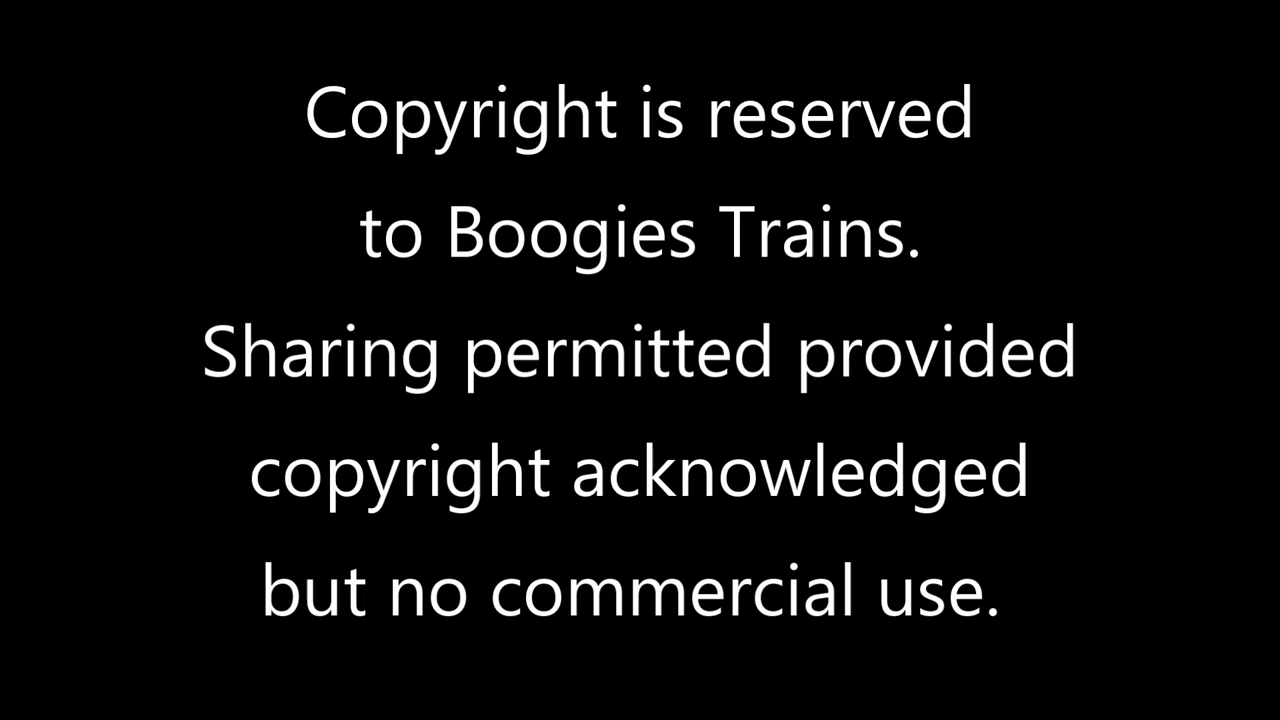 Copyright is reserved
to Boogies Trains.
Sharing permitted provided
copyright acknowledged
but no commercial use.